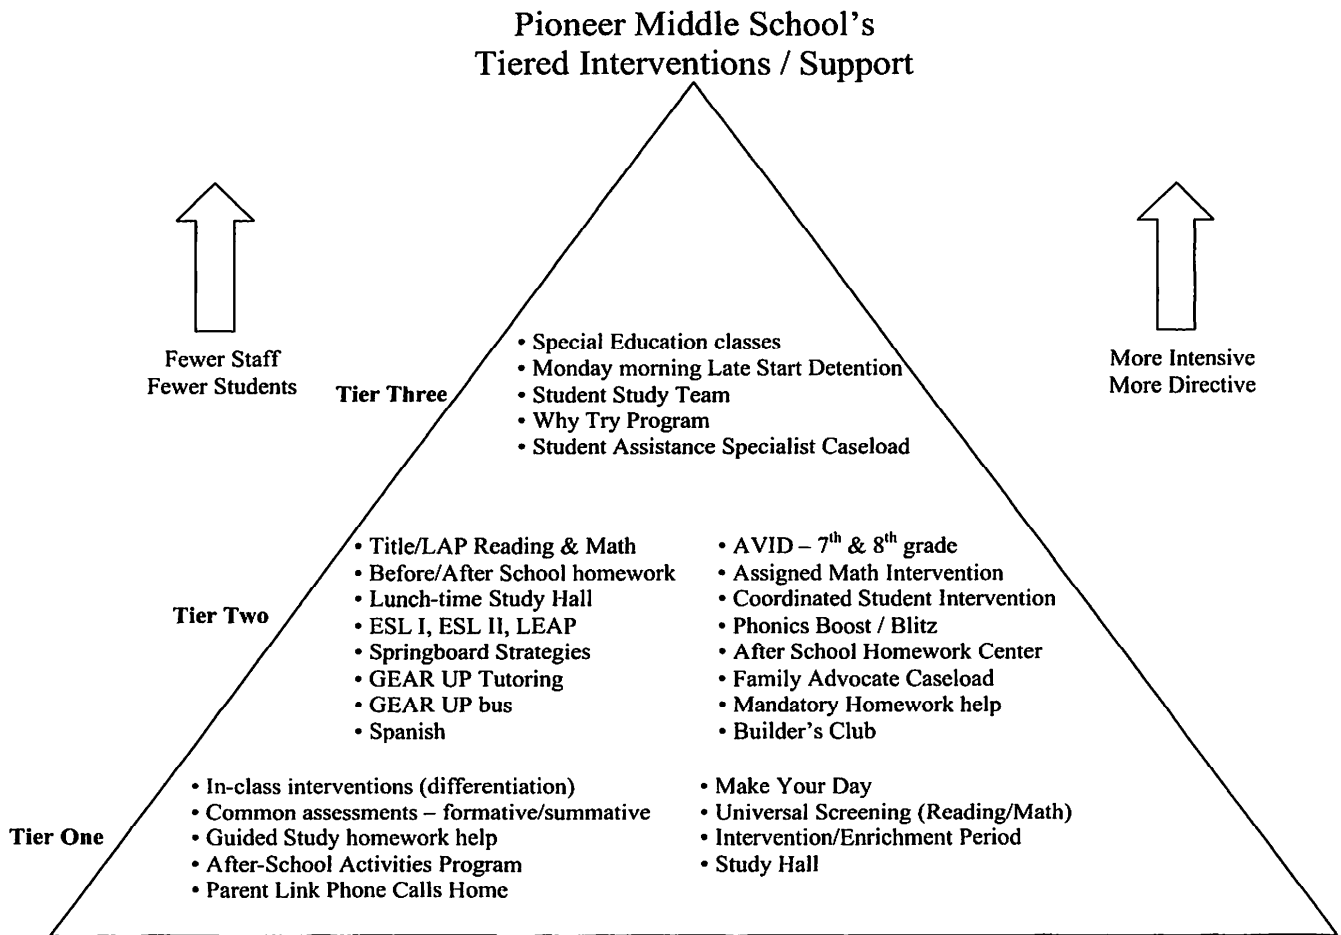 Pioneer Middle School's
Tiered Interventions / Support
Fewer Staff
Fewer Students
More Intensive
More Directive
Tier Three
• Special Education classes
• Monday morning Late Start Detention
• Student Study Team
• Why Try Program
• Student Assistance Specialist Caseload
Tier Two
• Title/LAP Reading & Math
• Before/After School homework
• Lunch-time Study Hall
• ESL I, ESL II, LEAP
• Springboard Strategies
• GEAR UP Tutoring
• GEAR UP bus
• Spanish
• AVID – 7th & 8th grade
• Assigned Math Intervention
• Coordinated Student Intervention
• Phonics Boost / Blitz
• After School Homework Center
• Family Advocate Caseload
• Mandatory Homework help
• Builder's Club
Tier One
• In-class interventions (differentiation)
• Common assessments – formative/summative
• Guided Study homework help
• After-School Activities Program
• Parent Link Phone Calls Home
• Make Your Day
• Universal Screening (Reading/Math)
• Intervention/Enrichment Period
• Study Hall